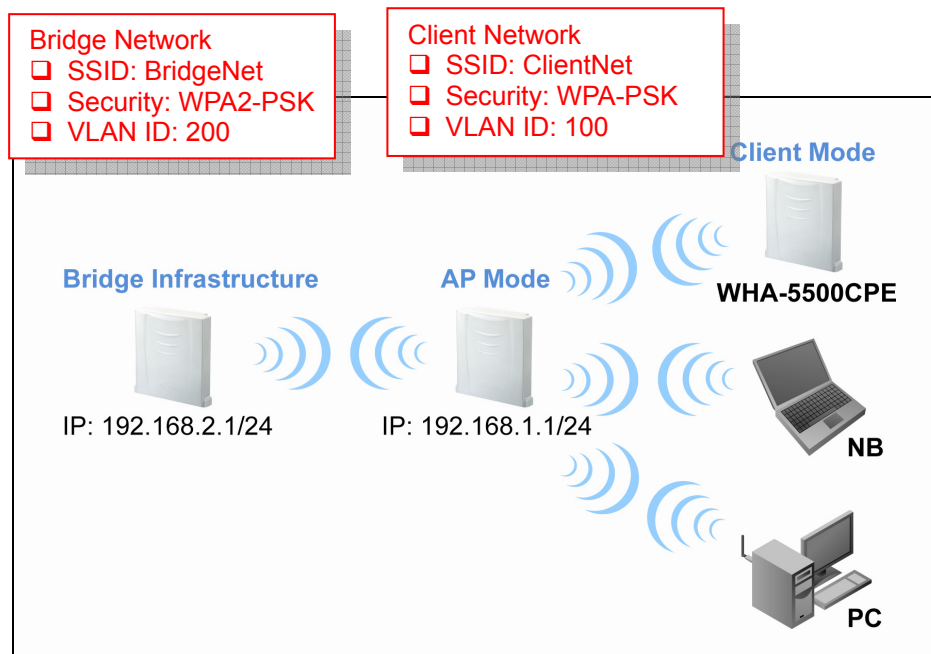 Bridge Network
❑ SSID: BridgeNet
❑ Security: WPA2-PSK
❑ VLAN ID: 200
Client Network
❑ SSID: ClientNet
❑ Security: WPA-PSK
❑ VLAN ID: 100
Client Mode
WHA-5500CPE
Bridge Infrastructure
IP: 192.168.2.1/24
AP Mode
IP: 192.168.1.1/24
NB
PC